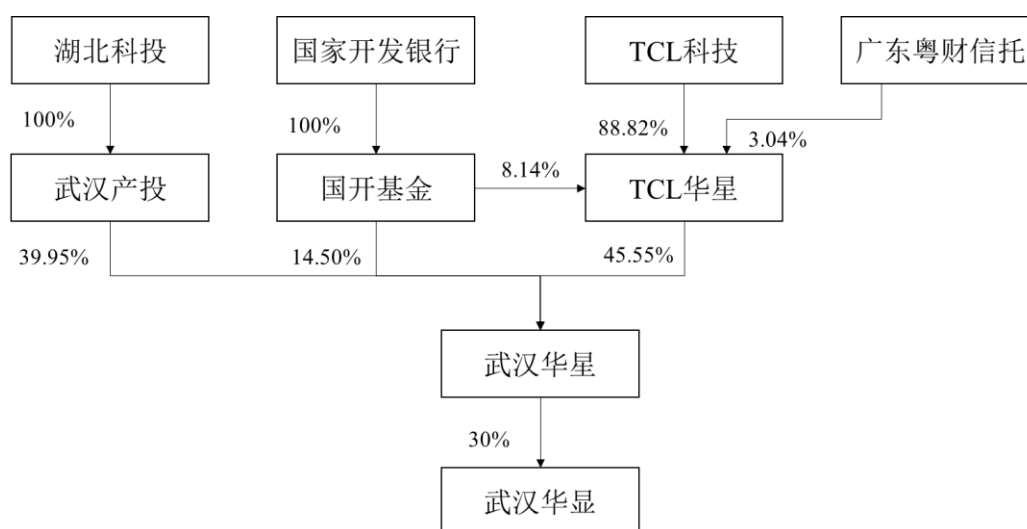 湖北科投
国家开发银行
TCL科技
广东粤财信托
100%
100%
88.82%
3.04%
武汉产投
国开基金
8.14%
TCL华星
39.95%
14.50%
45.55%
武汉华星
30%
武汉华显